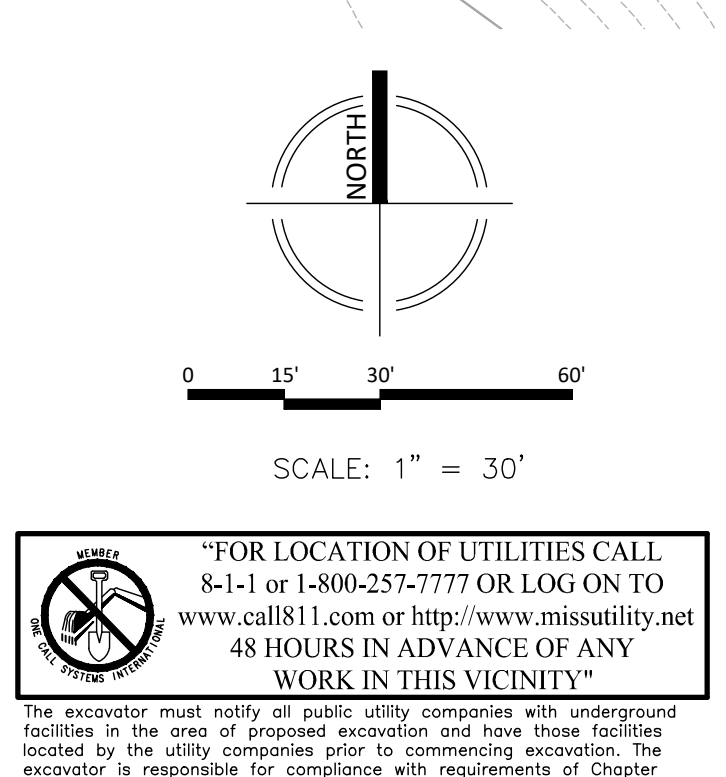 NORTH
0 15' 30' 60'
SCALE: 1” = 30’
MEMBER
ONE CALL SYSTEMS INTERNATIONAL
“FOR LOCATION OF UTILITIES CALL
8-1-1 or 1-800-257-7777 OR LOG ON TO
www.call811.com or http://www.missutility.net
48 HOURS IN ADVANCE OF ANY
WORK IN THIS VICINITY"
The excavator must notify all public utility companies with underground
facilities in the area of proposed excavation and have those facilities
located by the utility companies prior to commencing excavation. The
excavator is responsible for compliance with requirements of Chapter